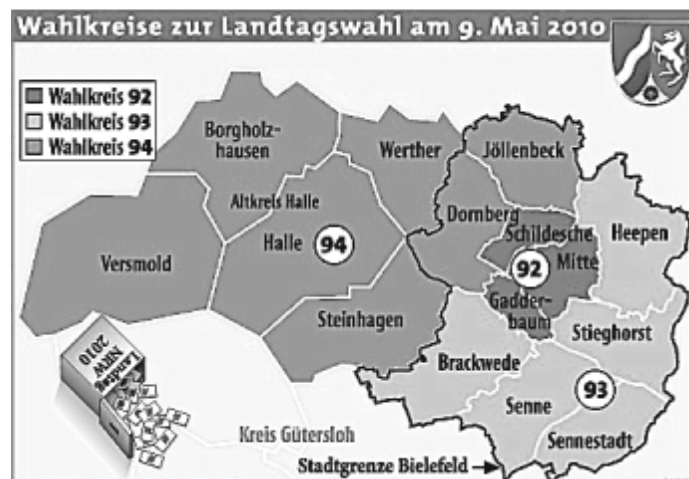 Wahlkreise zur Landtagswahl am 9. Mai 2010
Wahlkreis 92
Wahlkreis 93
Wahlkreis 94
Borgholz-
hausen
Werther
Jöllenbeck
Altkreis Halle
Dornberg
Schildesche
Heepen
Versmold
Halle
94
92
Mitte
Gadder-
baum
Steinhagen
Stieghorst
Landtag
NRW
2010
Brackwede
93
Senne
Kreis Gütersloh
Sennestadt
Stadtgrenze Bielefeld